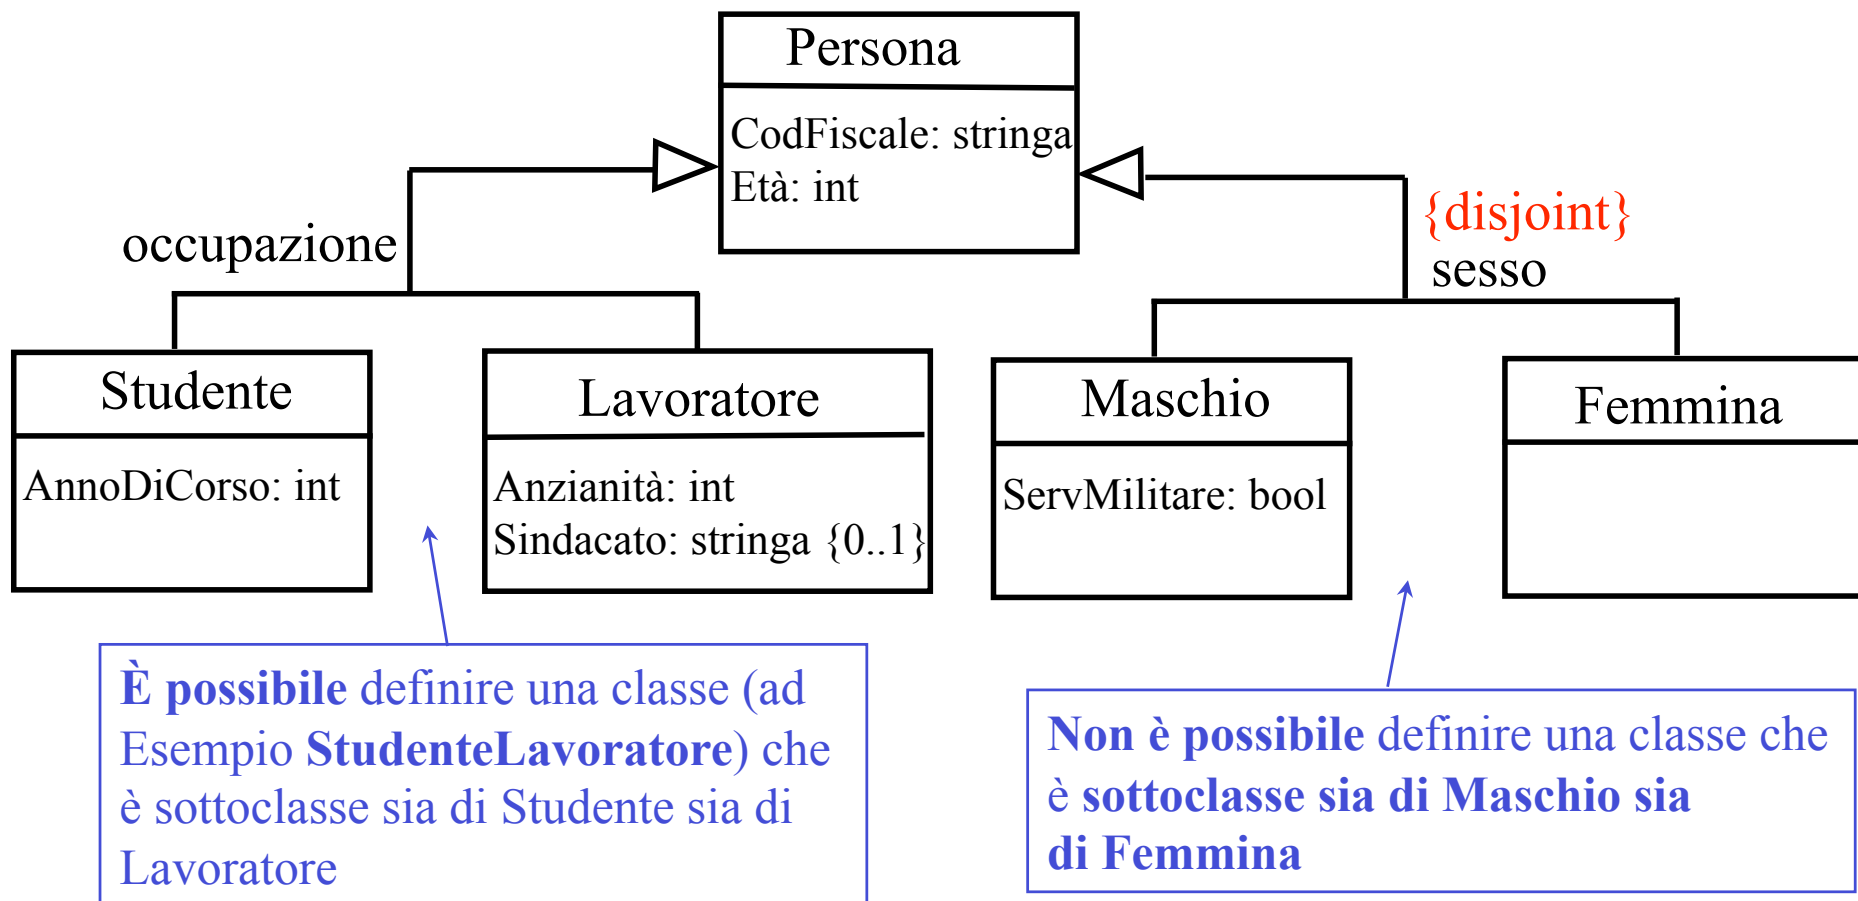 Persona
CodFiscale: stringa
Età: int
occupazione
{disjoint}
sesso
Studente
AnnoDiCorso: int
Lavoratore
Anzianità: int
Sindacato: stringa {0..1}
Maschio
ServMilitare: bool
Femmina
È possibile definire una classe (ad
Esempio StudenteLavoratore) che
è sottoclasse sia di Studente sia di
Lavoratore
Non è possibile definire una classe che
è sottoclasse sia di Maschio sia
di Femmina